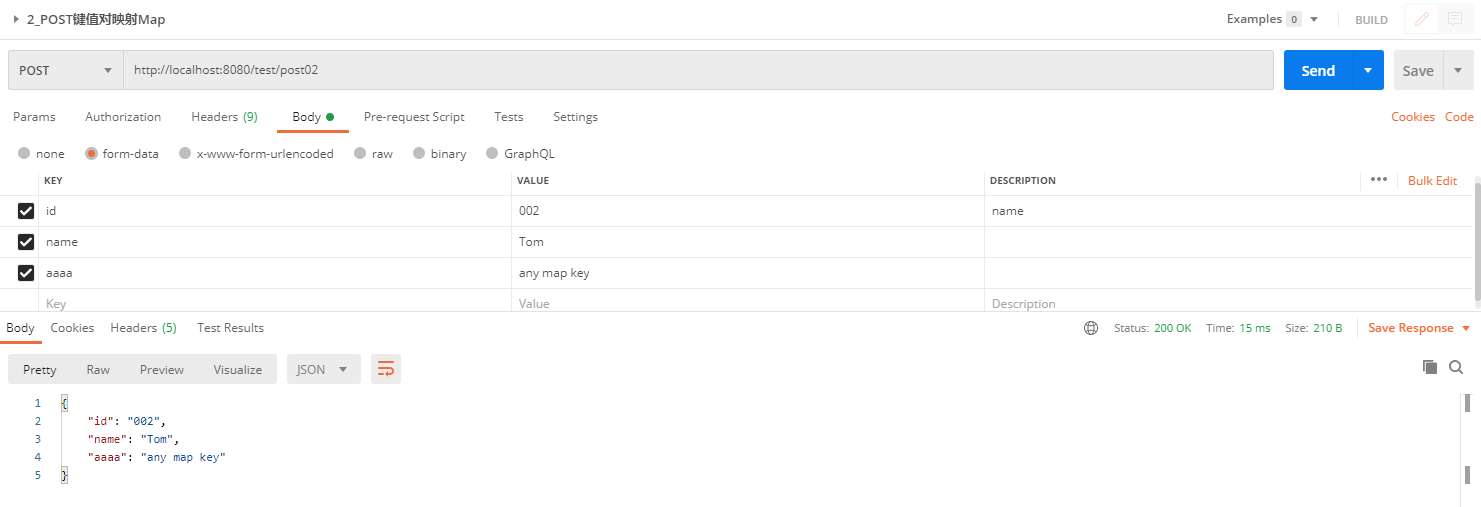 2_POST键值对映射Map
Examples 0 BUILD
POST http://localhost:8080/test/post02 Send Save
Params Authorization Headers (9) Body Pre-request Script Tests Settings Cookies Code
none form-data x-www-form-urlencoded raw binary GraphQL
KEY VALUE DESCRIPTION ••• Bulk Edit
id 002 name
name Tom
aaaa any map key
Key Value Description
Body Cookies Headers (5) Test Results Status: 200 OK Time: 15 ms Size: 210 B Save Response
Pretty Raw Preview Visualize JSON
1 {
2 "id": "002",
3 "name": "Tom",
4 "aaaa": "any map key"
5 }